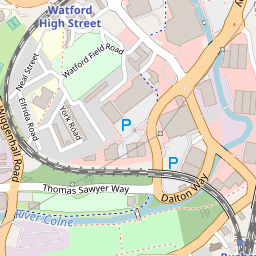 Watford
High Street
Watford Field Road
Neal Street
Elfrida Road
York Road
Wiggenhall Road
P
P
Thomas Sawyer Way
Dalton Way
River Colne